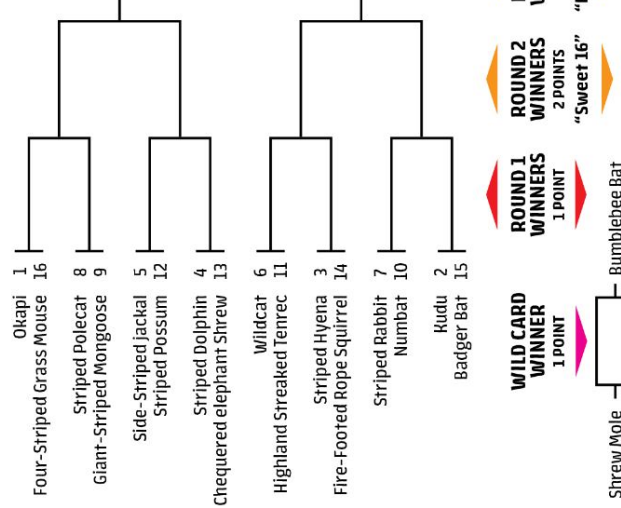 Okapi 1
Four-Striped Grass Mouse 16
Striped Polecat 8
Giant-Striped Mongoose 9
Side-Striped jackal 5
Striped Possum 12
Striped Dolphin 4
Chequered elephant Shrew 13
Wildcat 6
Highland Streaked Tenrec 11
Striped Hyena 3
Fire-Footed Rope Squirrel 14
Striped Rabbit 7
Numbat 10
Kudu 2
Badger Bat 15
WILD CARD
WINNER
1 POINT
ROUND 1
WINNERS
1 POINT
ROUND 2
WINNERS
2 POINTS
“Sweet 16”
Shrew Mole
Bumblebee Bat